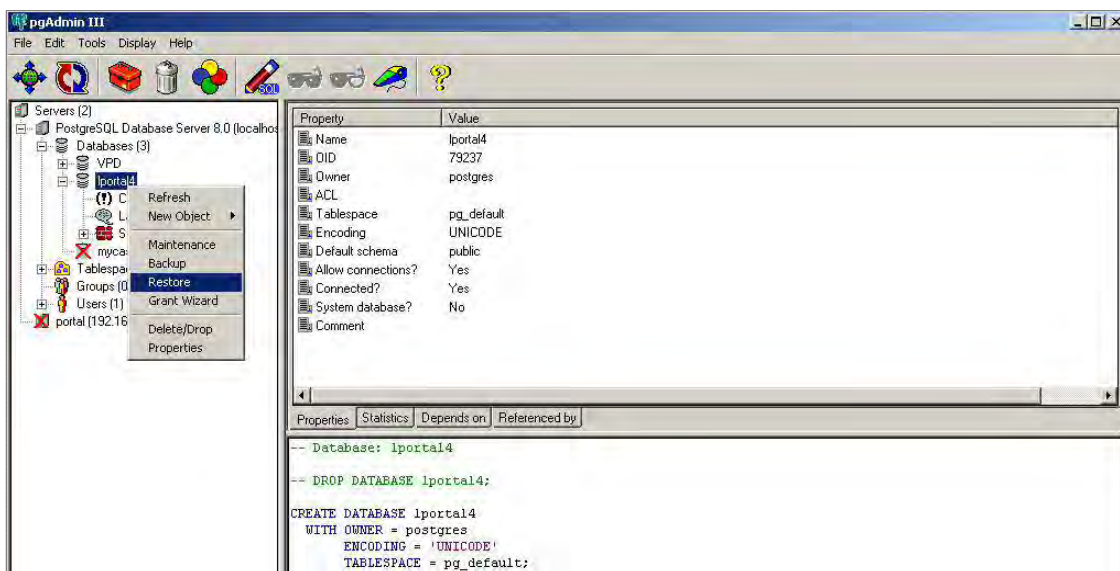 pgAdmin III
File Edit Tools Display Help
SQL
Servers (2)
PostgreSQL Database Server 8.0 (localhos
Databases (3)
VPD
lportal4
C
L
S
myca
Tablespa
Groups (0
Users (1)
portal (192.16
Refresh
New Object
Maintenance
Backup
Restore
Grant Wizard
Delete/Drop
Properties
Property Value
Name lportal4
OID 79237
Owner postgres
ACL
Tablespace pg_default
Encoding UNICODE
Default schema public
Allow connections? Yes
Connected? Yes
System database? No
Comment
Properties Statistics Depends on Referenced by
-- Database: lportal4
-- DROP DATABASE lportal4;
CREATE DATABASE lportal4
WITH OWNER = postgres
ENCODING = 'UNICODE'
TABLESPACE = pg_default;